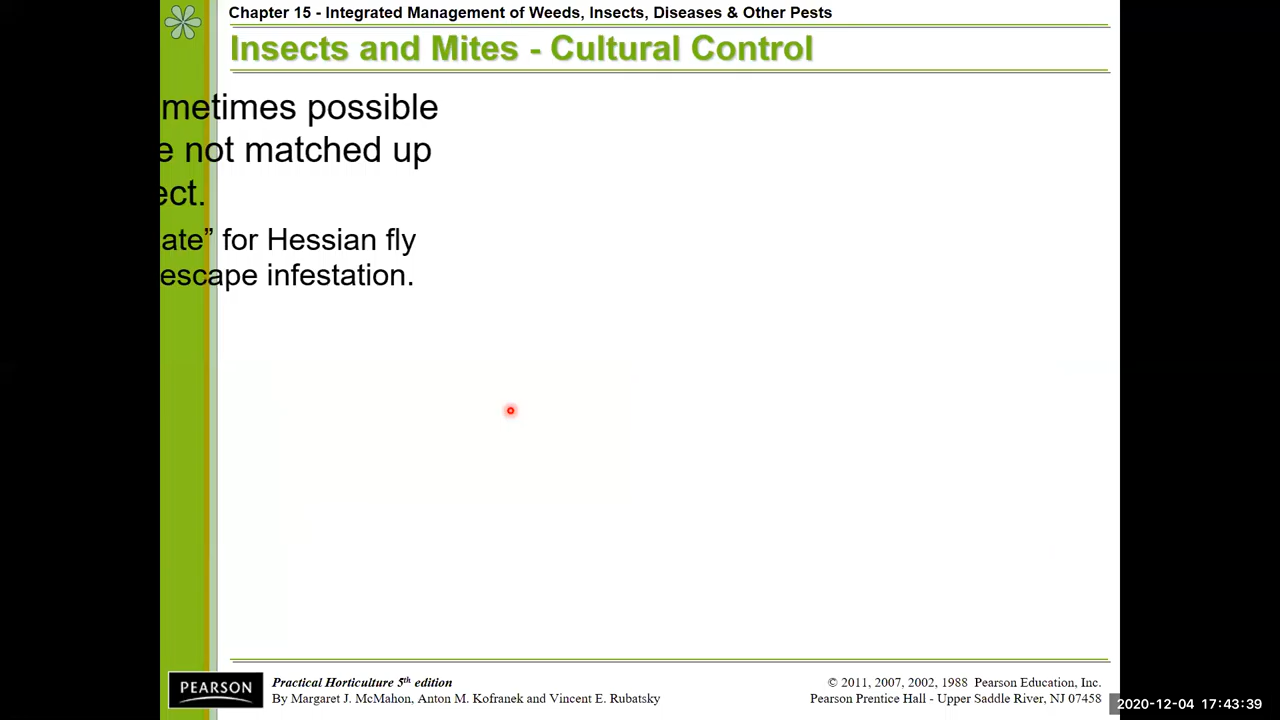 Chapter 15 - Integrated Management of Weeds, Insects, Diseases & Other Pests
Insects and Mites - Cultural Control
metimes possible
e not matched up
ect.
ate” for Hessian fly
escape infestation.
PEARSON
Practical Horticulture 5th edition
By Margaret J. McMahon, Anton M. Kofranek and Vincent E. Rubatsky
© 2011, 2007, 2002, 1988 Pearson Education, Inc.
Pearson Prentice Hall - Upper Saddle River, NJ 07458
2020-12-04 17:43:39